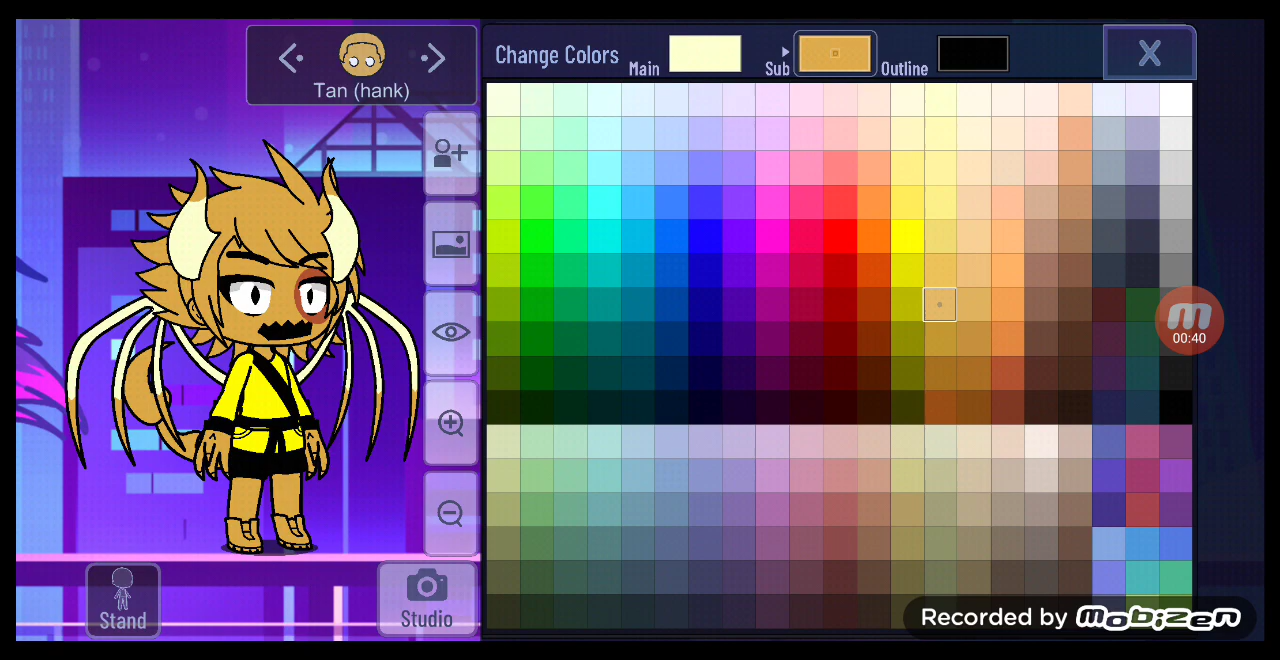 Change Colors
Main
Sub
Outline
X
Tan (hank)
00:40
Stand
Studio
Recorded by mobizen